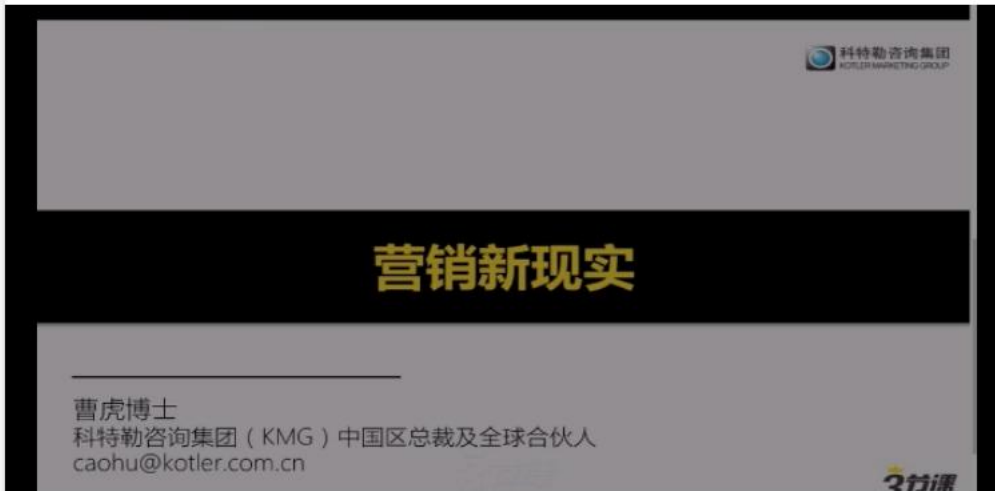 科特勒咨询集团
KOTLER MARKETING GROUP
营销新现实
曹虎博士
科特勒咨询集团（KMG）中国区总裁及全球合伙人
caohu@kotler.com.cn
3节课